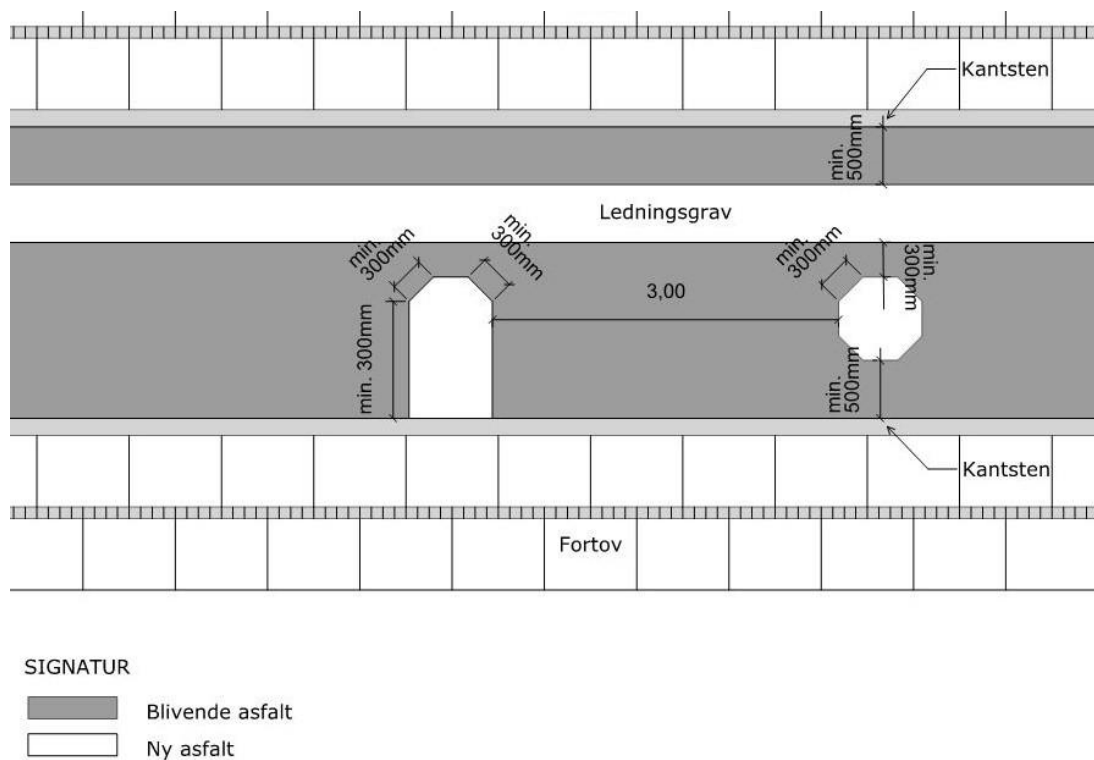 Kantsten
min.
500mm
Ledningsgrav
min.
300mm
min.
300mm
min.
300mm
min.
300mm
3,00
min. 300mm
min.
500mm
Kantsten
Fortov
SIGNATUR
Blivende asfalt
Ny asfalt